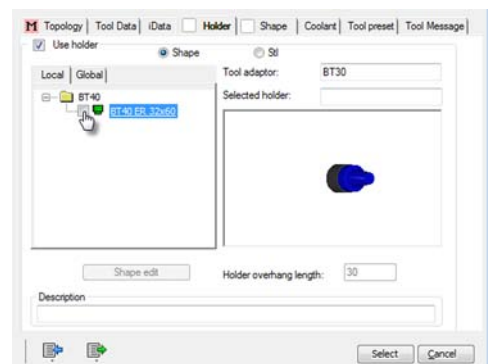 M Topology Tool Data iData Holder Shape Coolant Tool preset Tool Message
Use holder
Shape Stl
Local Global
Tool adaptor: BT30
BT40
Selected holder:
BT40 ER 32x60
Shape edit
Holder overhang length: 30
Description
Select Cancel